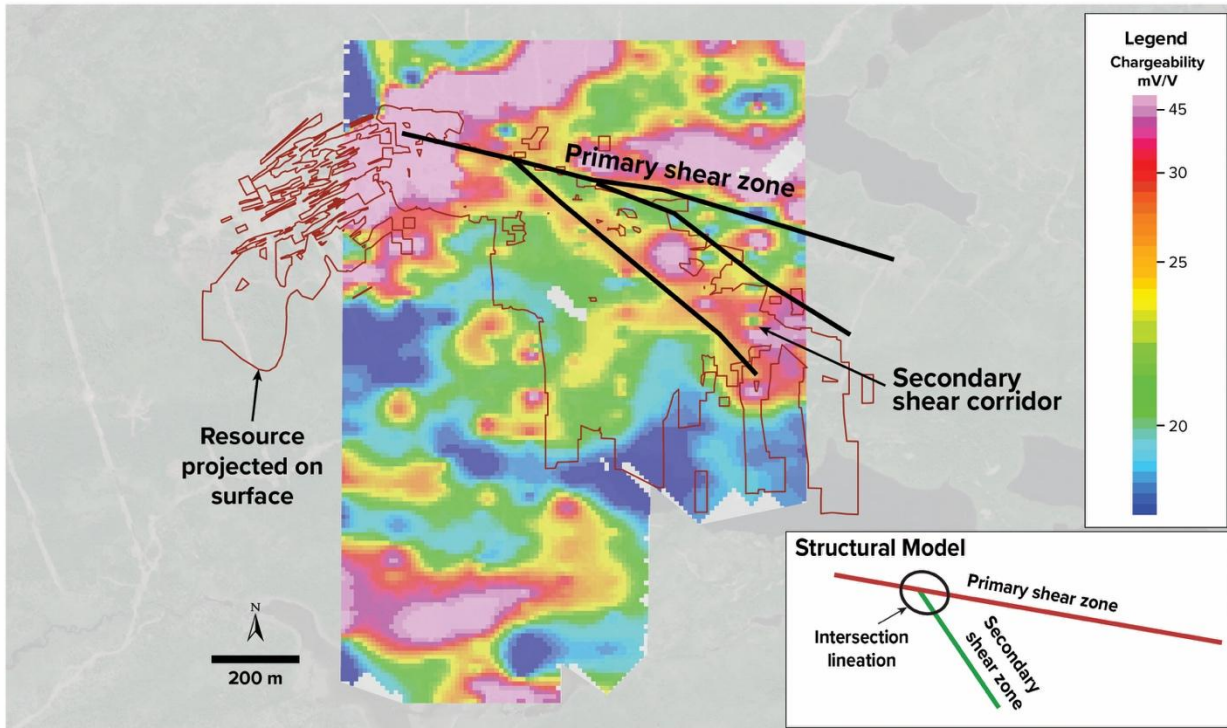 Legend
Chargeability
mV/V
45
30
25
20
Primary shear zone
Secondary
shear corridor
Resource
projected on
surface
N
200 m
Structural Model
Primary shear zone
Intersection
lineation
Secondary
shear zone